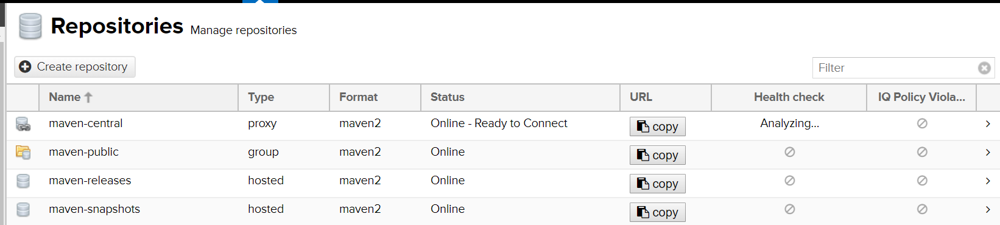 Repositories Manage repositories
Create repository
Filter
Name Type Format Status URL Health check IQ Policy Viola...
maven-central proxy maven2 Online - Ready to Connect copy Analyzing...
maven-public group maven2 Online copy
maven-releases hosted maven2 Online copy
maven-snapshots hosted maven2 Online copy